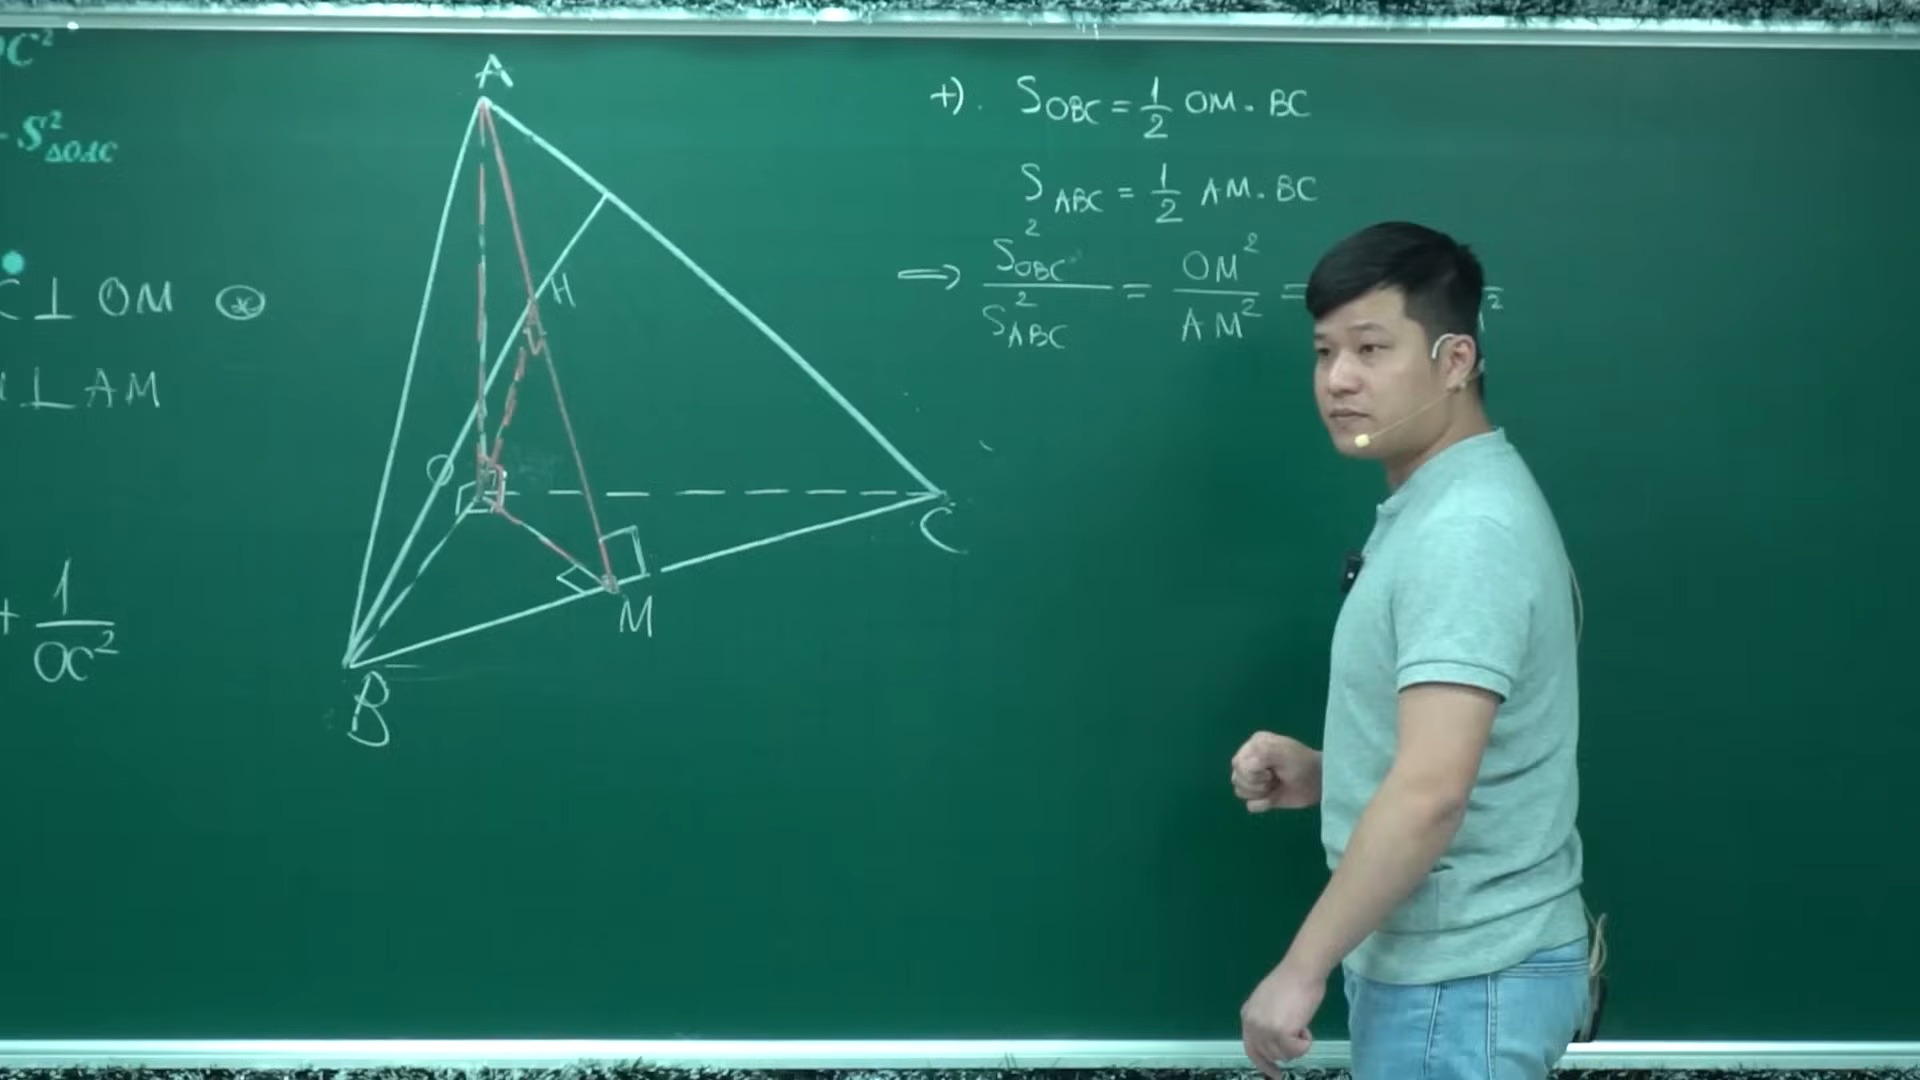 OC²
S²ΔOAC
⊥ OM ⊛
⊥ AM
+ 1/OC²
A
H
O
C
M
B
+). S_OBC = 1/2 OM. BC
S_ABC = 1/2 AM. BC
⇒ S²_OBC / S²_ABC = OM² / AM² =